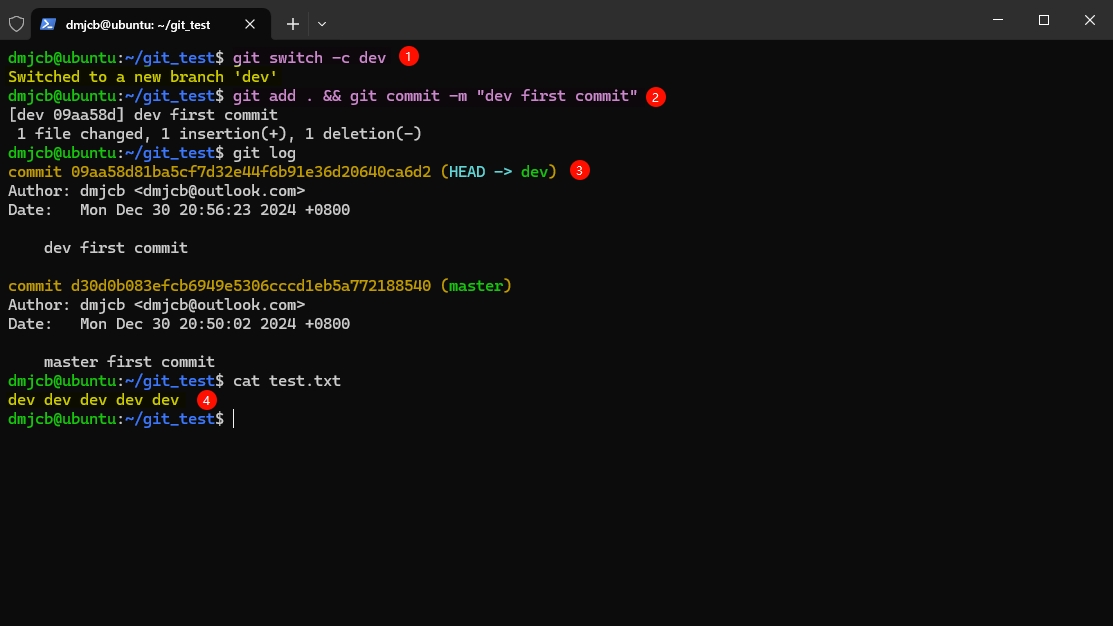 dmjcb@ubuntu: ~/git_test
dmjcb@ubuntu:~/git_test$ git switch -c dev 1
Switched to a new branch 'dev'
dmjcb@ubuntu:~/git_test$ git add . && git commit -m "dev first commit" 2
[dev 09aa58d] dev first commit
 1 file changed, 1 insertion(+), 1 deletion(-)
dmjcb@ubuntu:~/git_test$ git log
commit 09aa58d81ba5cf7d32e44f6b91e36d20640ca6d2 (HEAD -> dev) 3
Author: dmjcb <dmjcb@outlook.com>
Date:   Mon Dec 30 20:56:23 2024 +0800
    dev first commit
commit d30d0b083efcb6949e5306cccd1eb5a772188540 (master)
Author: dmjcb <dmjcb@outlook.com>
Date:   Mon Dec 30 20:50:02 2024 +0800
    master first commit
dmjcb@ubuntu:~/git_test$ cat test.txt
dev dev dev dev dev 4
dmjcb@ubuntu:~/git_test$